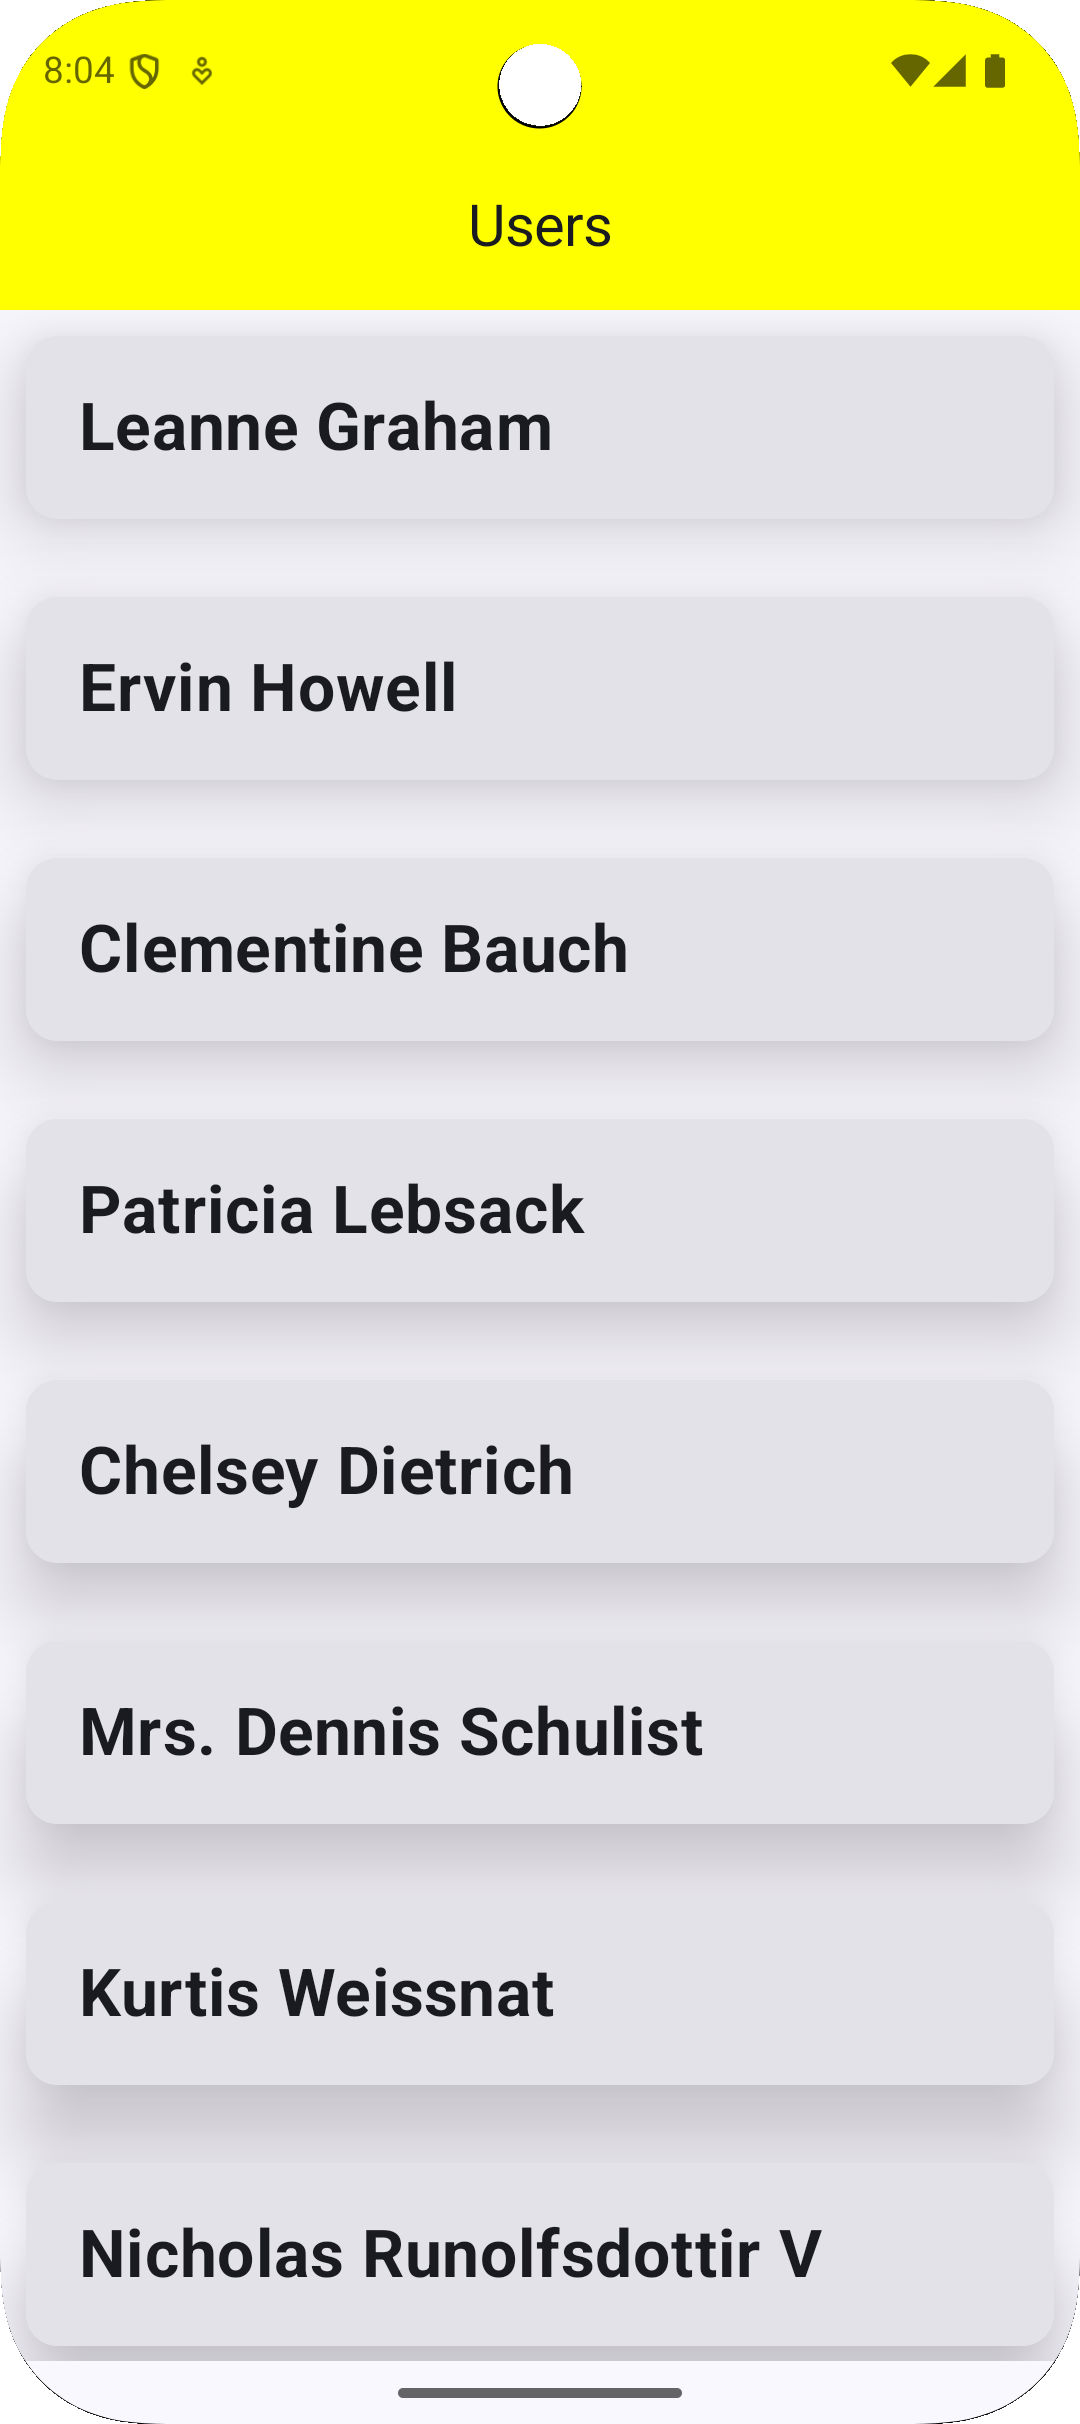 8:04
Users
Leanne Graham
Ervin Howell
Clementine Bauch
Patricia Lebsack
Chelsey Dietrich
Mrs. Dennis Schulist
Kurtis Weissnat
Nicholas Runolfsdottir V